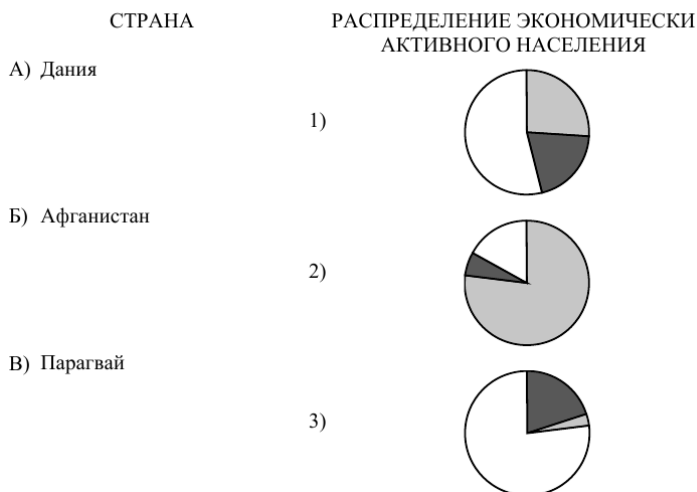 СТРАНА
РАСПРЕДЕЛЕНИЕ ЭКОНОМИЧЕСКИ
АКТИВНОГО НАСЕЛЕНИЯ
А) Дания
1)
Б) Афганистан
2)
В) Парагвай
3)